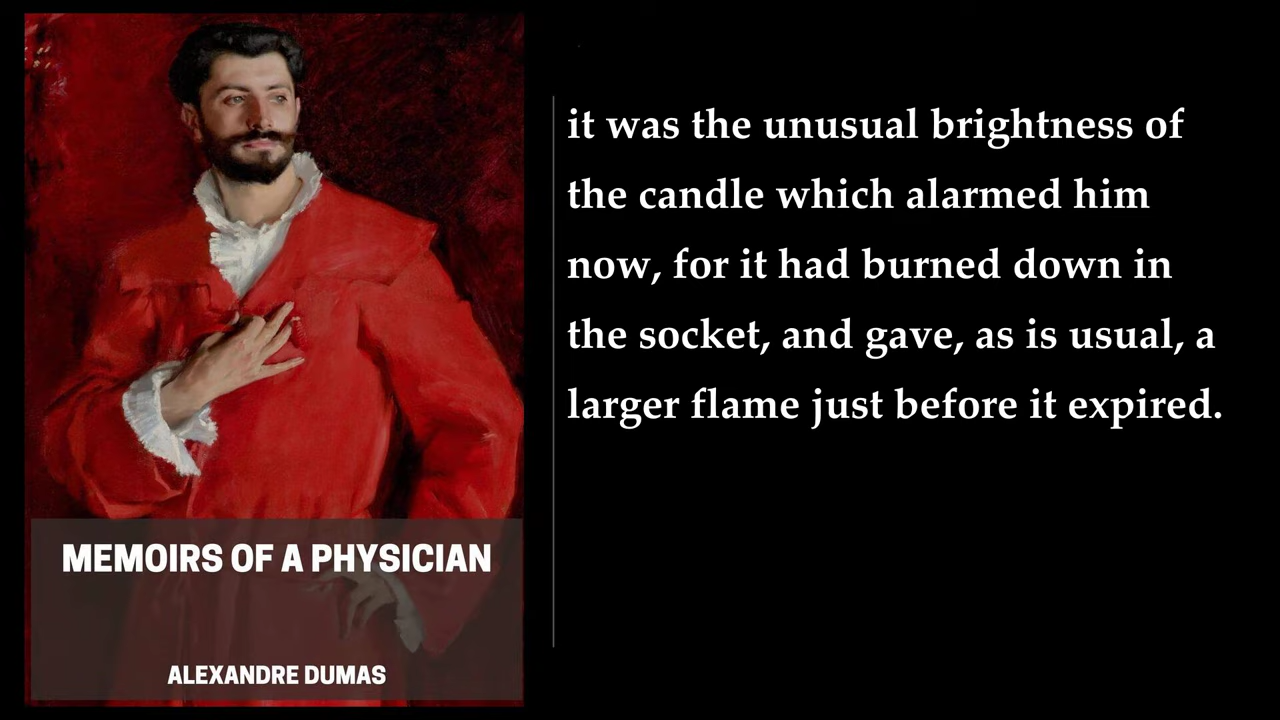 it was the unusual brightness of
the candle which alarmed him
now, for it had burned down in
the socket, and gave, as is usual, a
larger flame just before it expired.
MEMOIRS OF A PHYSICIAN
ALEXANDRE DUMAS